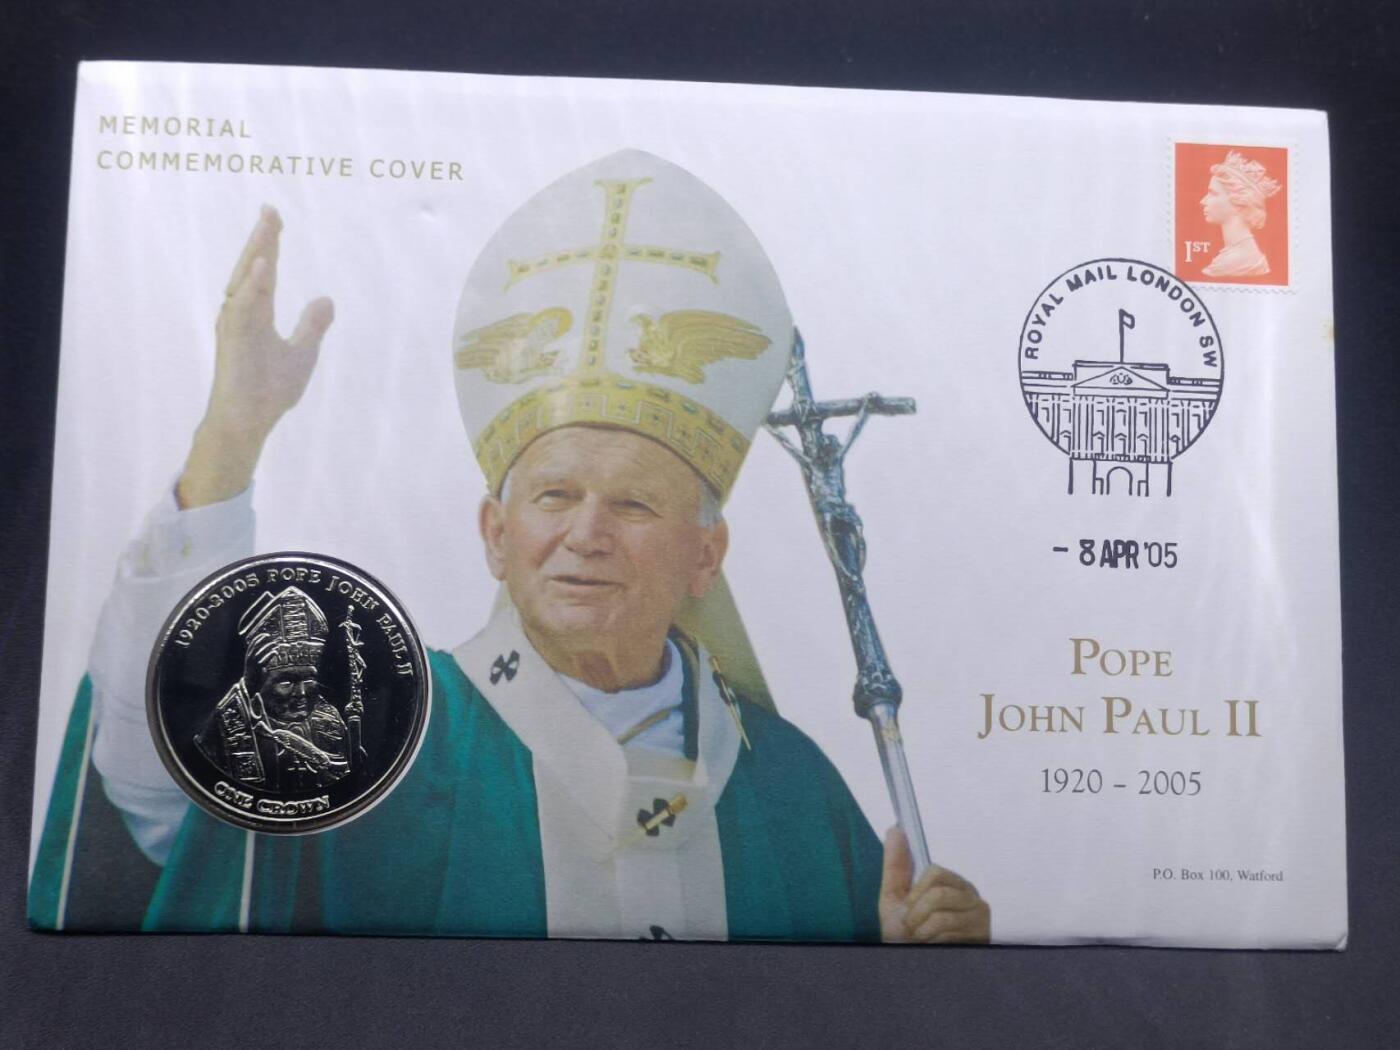 MEMORIAL
COMMEMORATIVE COVER
1ST
ROYAL MAIL LONDON SW
- 8 APR '05
1920-2005 POPE JOHN PAUL II
ONE CROWN
POPE
JOHN PAUL II
1920 – 2005
P.O. Box 100, Watford